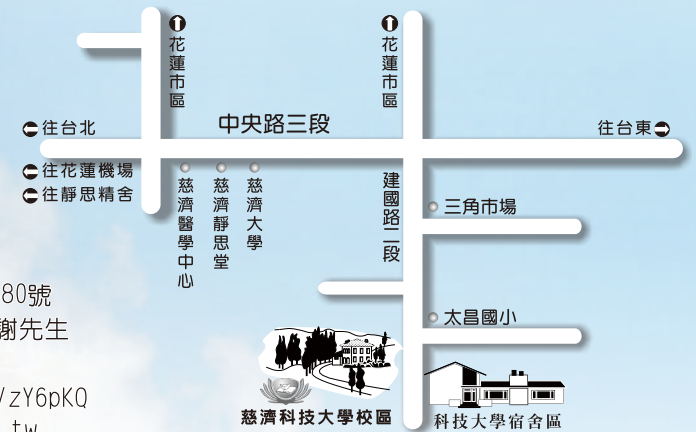 花蓮市區
花蓮市區
中央路三段
往台北
往台東
往花蓮機場
往靜思精舍
慈濟醫學中心
慈濟靜思堂
慈濟大學
建國路二段
三角市場
太昌國小
80號
謝先生
/zY6pKQ
.tw
慈濟科技大學校區
科技大學宿舍區